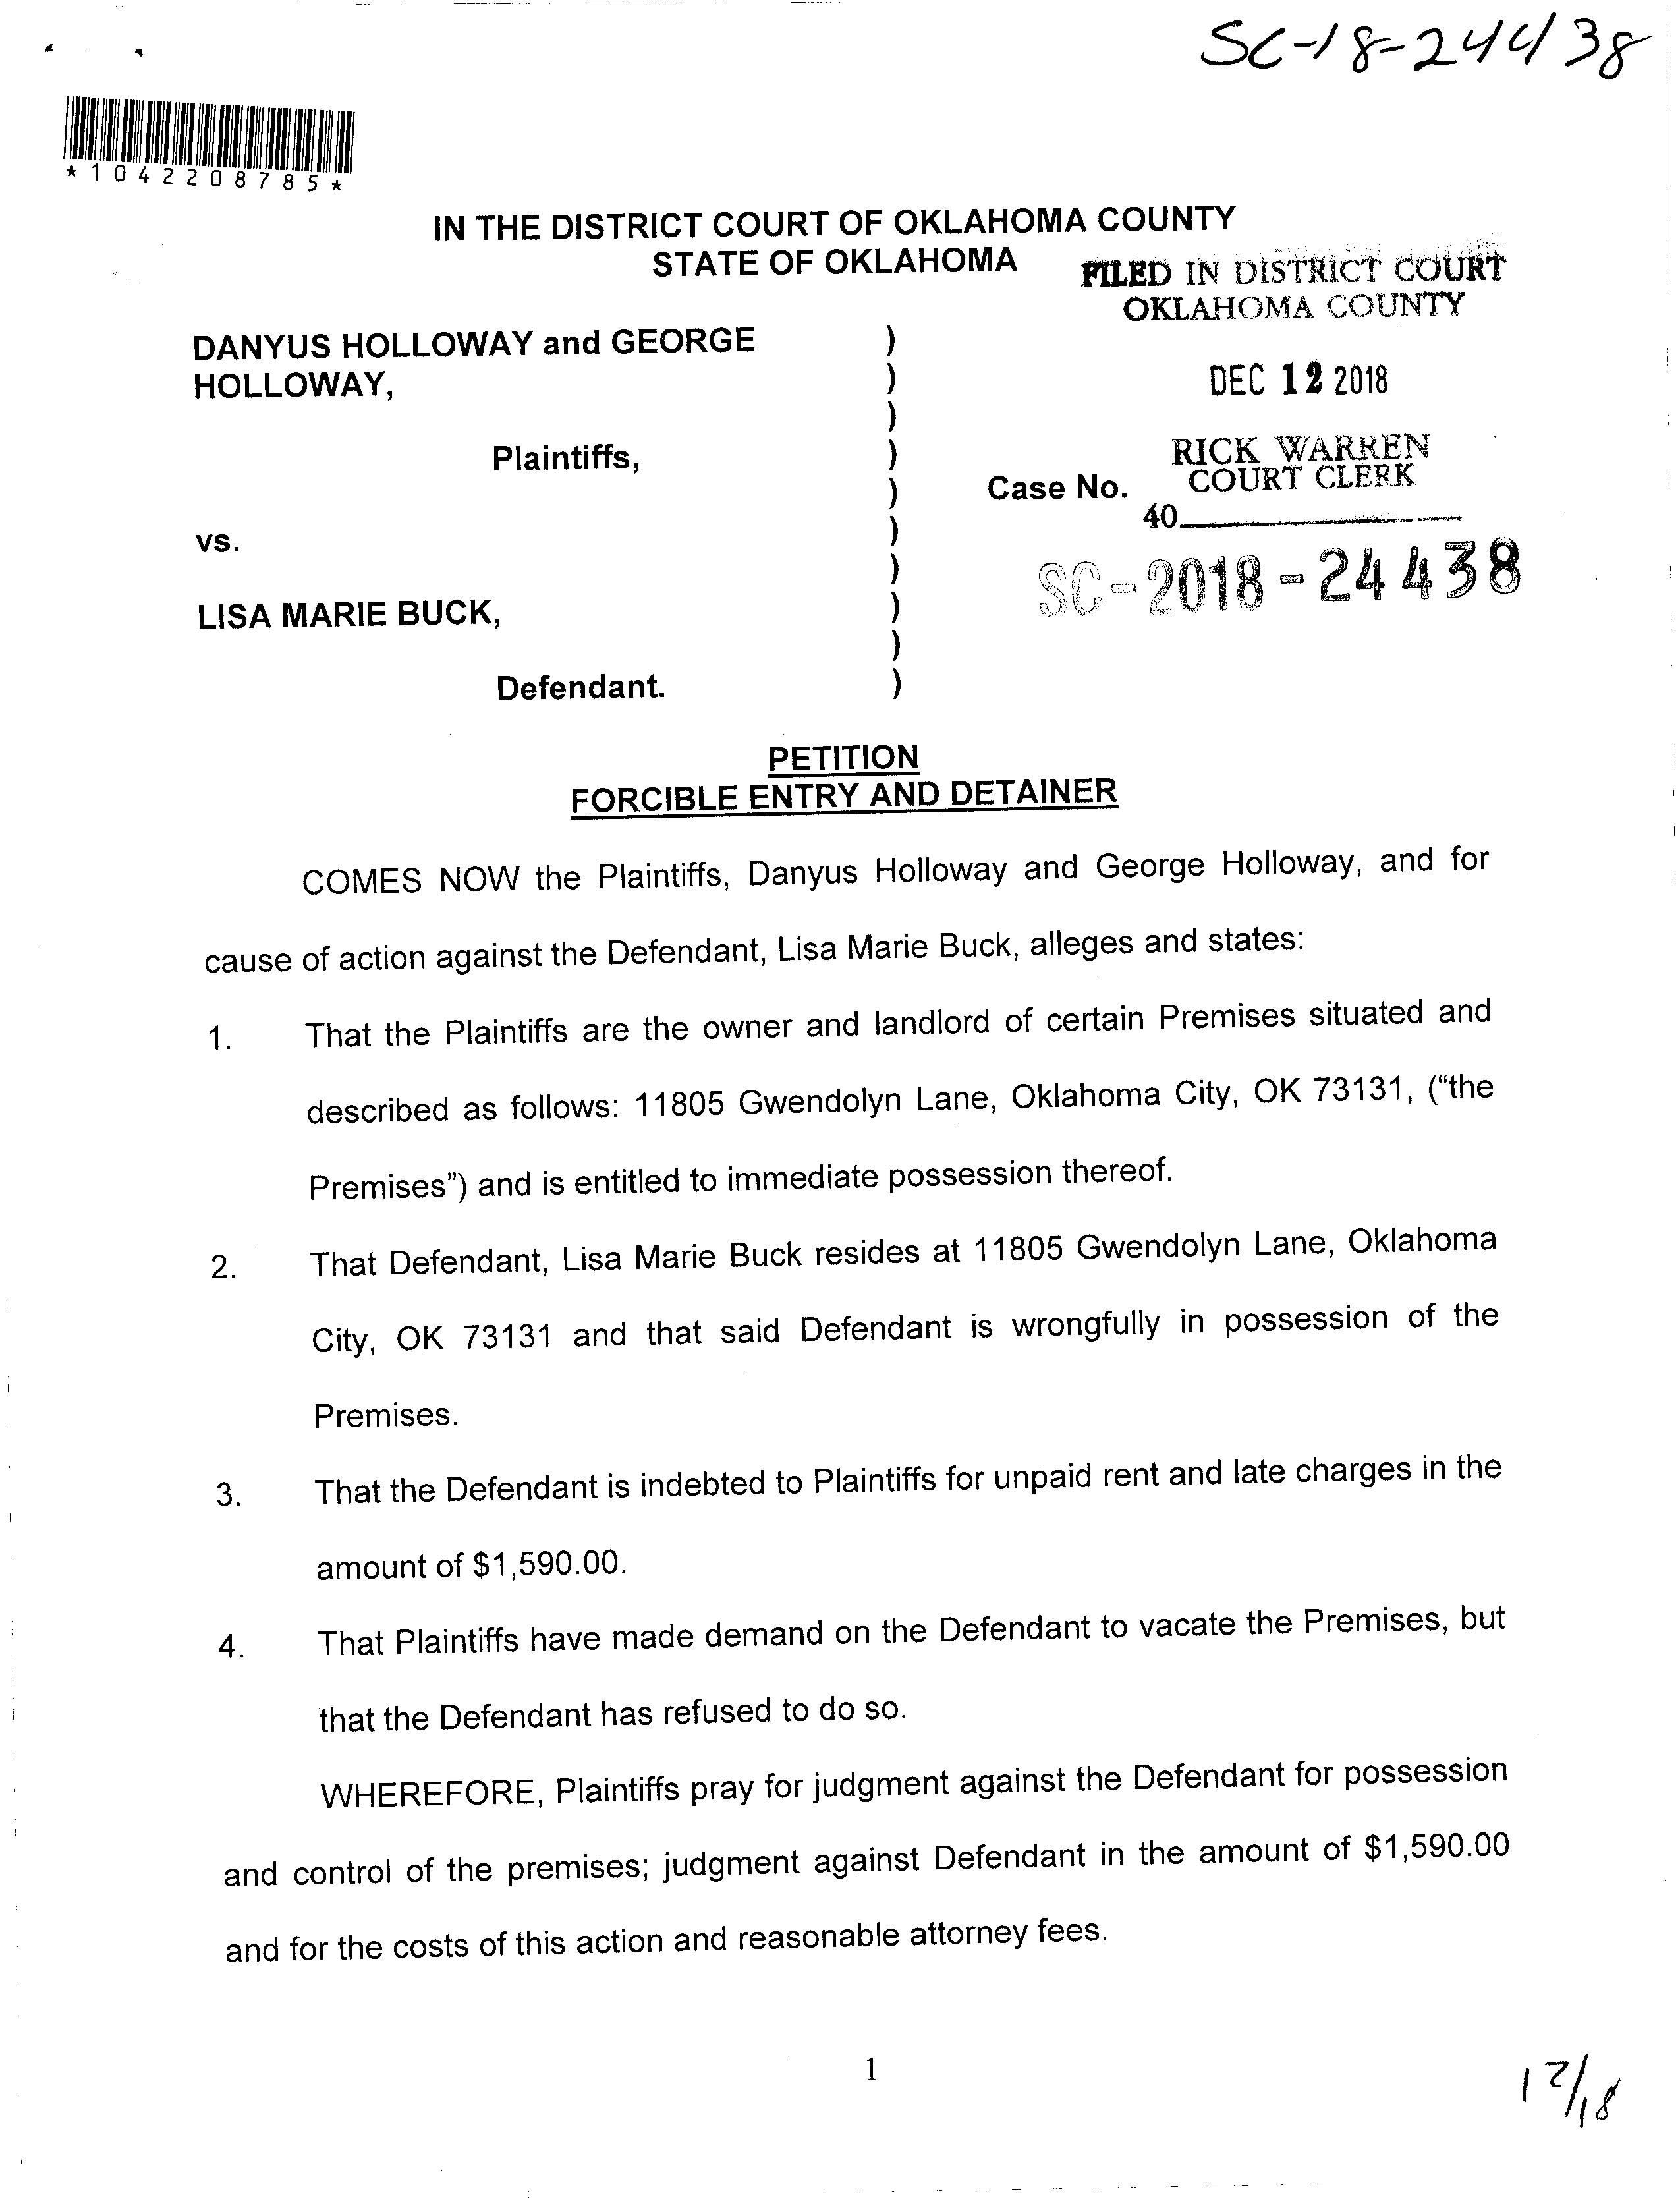 SC-18-24438
*1042208785*
IN THE DISTRICT COURT OF OKLAHOMA COUNTY
STATE OF OKLAHOMA
FILED IN DISTRICT COURT
OKLAHOMA COUNTY
DANYUS HOLLOWAY and GEORGE )
HOLLOWAY, )
DEC 12 2018
)
Plaintiffs, )
RICK WARREN
COURT CLERK
) Case No.
40
vs. )
)
SC-2018-24438
LISA MARIE BUCK, )
)
Defendant. )
PETITION
FORCIBLE ENTRY AND DETAINER
COMES NOW the Plaintiffs, Danyus Holloway and George Holloway, and for
cause of action against the Defendant, Lisa Marie Buck, alleges and states:
1. That the Plaintiffs are the owner and landlord of certain Premises situated and
described as follows: 11805 Gwendolyn Lane, Oklahoma City, OK 73131, (“the
Premises”) and is entitled to immediate possession thereof.
2. That Defendant, Lisa Marie Buck resides at 11805 Gwendolyn Lane, Oklahoma
City, OK 73131 and that said Defendant is wrongfully in possession of the
Premises.
3. That the Defendant is indebted to Plaintiffs for unpaid rent and late charges in the
amount of $1,590.00.
4. That Plaintiffs have made demand on the Defendant to vacate the Premises, but
that the Defendant has refused to do so.
WHEREFORE, Plaintiffs pray for judgment against the Defendant for possession
and control of the premises; judgment against Defendant in the amount of $1,590.00
and for the costs of this action and reasonable attorney fees.
1
12/18